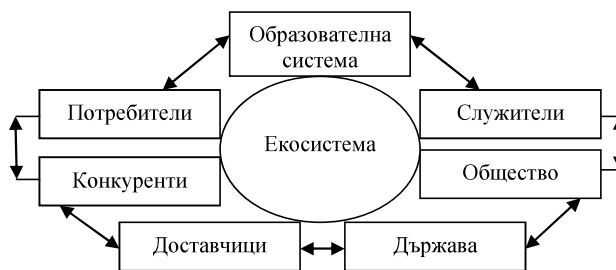 Образователна
система
Потребители
Служители
Екосистема
Конкуренти
Общество
Доставчици
Държава